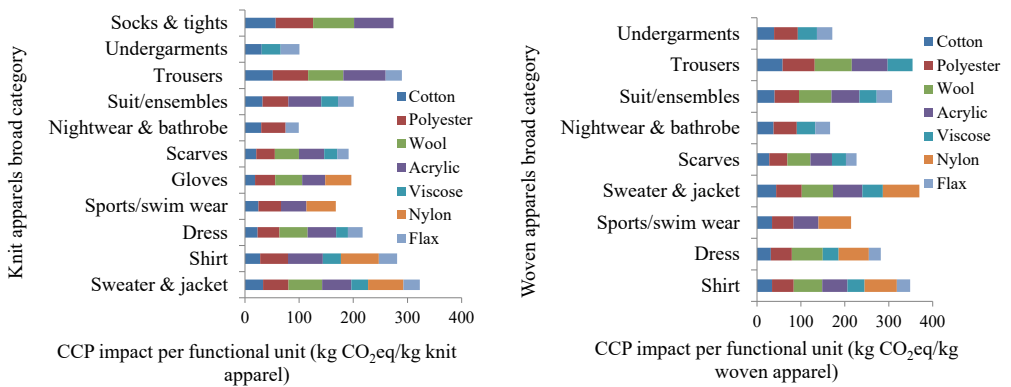 Knit apparels broad category
Socks & tights
Undergarments
Trousers
Suit/ensembles
Nightwear & bathrobe
Scarves
Gloves
Sports/swim wear
Dress
Shirt
Sweater & jacket
Cotton
Polyester
Wool
Acrylic
Viscose
Nylon
Flax
0 100 200 300 400
CCP impact per functional unit (kg CO₂eq/kg knit
apparel)
Woven apparels broad category
Undergarments
Trousers
Suit/ensembles
Nightwear & bathrobe
Scarves
Sweater & jacket
Sports/swim wear
Dress
Shirt
Cotton
Polyester
Wool
Acrylic
Viscose
Nylon
Flax
0 100 200 300 400
CCP impact per functional unit (kg CO₂eq/kg
woven apparel)